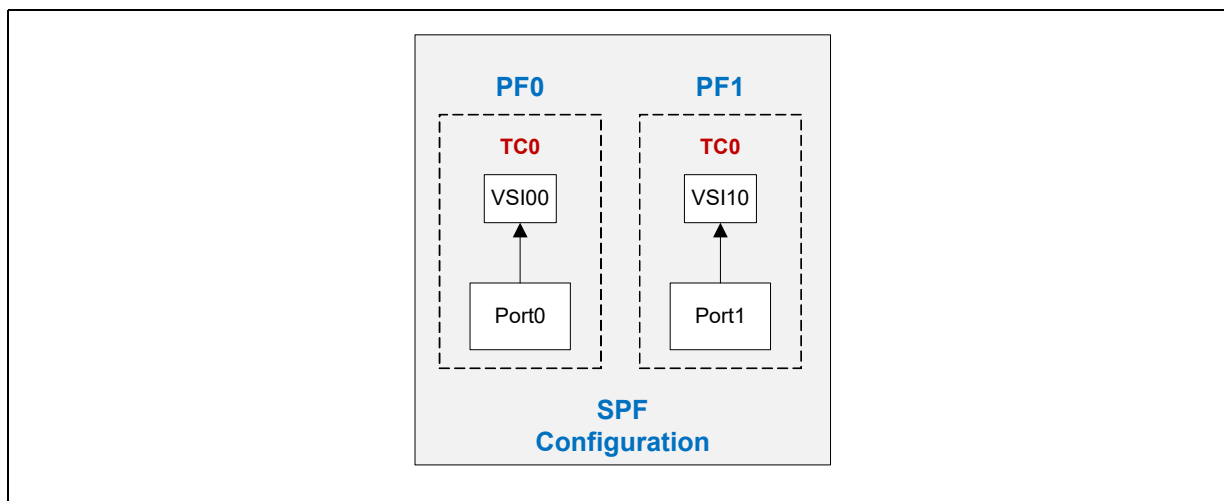 PF0
PF1
TC0
TC0
VSI00
VSI10
Port0
Port1
SPF
Configuration